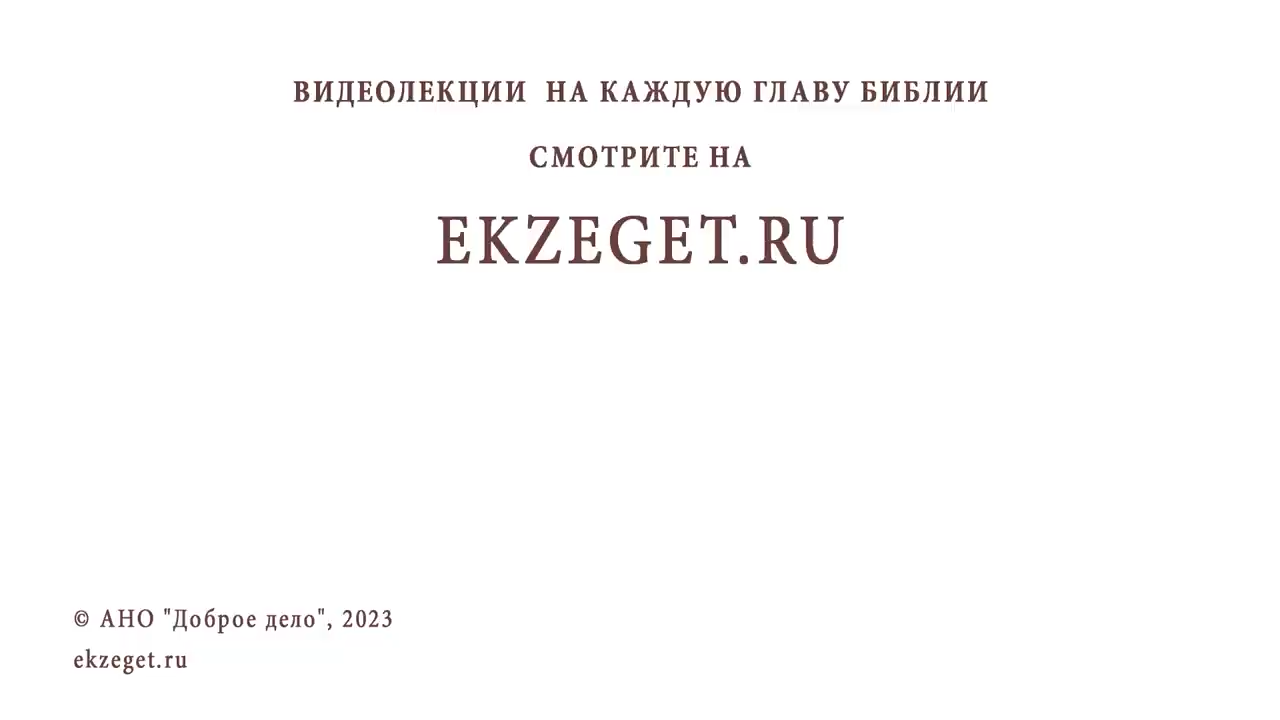 ВИДЕОЛЕКЦИИ НА КАЖДУЮ ГЛАВУ БИБЛИИ
СМОТРИТЕ НА
EKZEGET.RU
© АНО "Доброе дело", 2023
ekzeget.ru